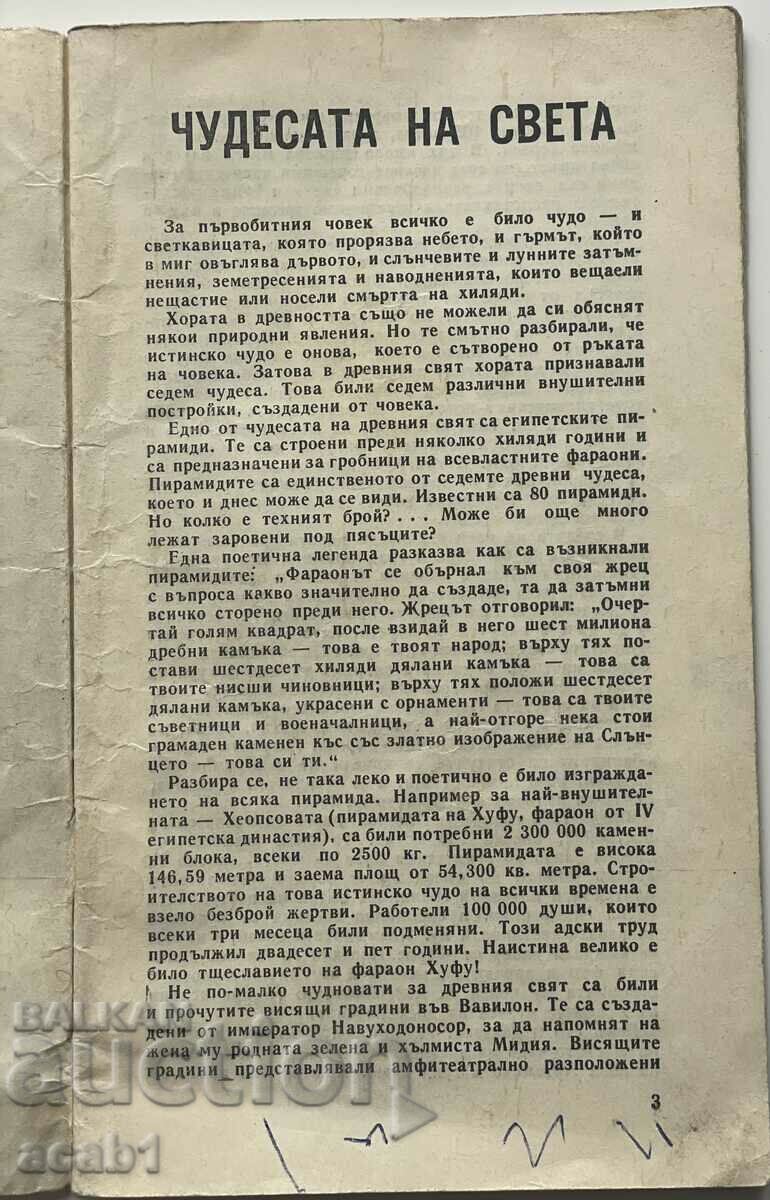 ЧУДЕСАТА НА СВЕТА
За първобитния човек всичко е било чудо — и
светкавицата, която прорязва небето, и гърмът, който
в миг овъглява дървото, и слънчевите и лунните затъм-
нения, земетресенията и наводненията, които вещаели
нещастие или носели смъртта на хиляди.
Хората в древността също не можели да си обяснят
някои природни явления. Но те смътно разбирали, че
истинско чудо е онова, което е сътворено от ръката
на човека. Затова в древния свят хората признавали
седем чудеса. Това били седем различни внушителни
постройки, създадени от човека.
Едно от чудесата на древния свят са египетските пи-
рамиди. Те са строени преди няколко хиляди години и
са предназначени за гробници на всевластните фараони.
Пирамидите са единственото от седемте древни чудеса,
което и днес може да се види. Известни са 80 пирамиди.
Но колко е техният брой? . . . Може би още много
лежат заровени под пясъците?
Една поетична легенда разказва как са възникнали
пирамидите: „Фараонът се обърнал към своя жрец
с въпроса какво значително да създаде, та да затъмни
всичко сторено преди него. Жрецът отговорил: „Очер-
тай голям квадрат, после взидай в него шест милиона
дребни камъка — това е твоят народ; върху тях по-
стави шестдесет хиляди дялани камъка — това са
твоите нисши чиновници; върху тях положи шестдесет
дялани камъка, украсени с орнаменти — това са твоите
съветници и военачалници, а най-отгоре нека стои
грамаден каменен къс със златно изображение на Слън-
цето — това си ти.“
Разбира се, не така леко и поетично е било изгражда-
нето на всяка пирамида. Например за най-внушител-
ната — Хеопсовата (пирамидата на Хуфу, фараон от IV
египетска династия), са били потребни 2 300 000 камен-
ни блока, всеки по 2500 кг. Пирамидата е висока
146,59 метра и заема площ от 54,300 кв. метра. Стро-
ителството на това истинско чудо на всички времена е
взело безброй жертви. Работели 100 000 души, които
всеки три месеца били подменяни. Този адски труд
продължил двадесет и пет години. Наистина велико е
било тщеславието на фараон Хуфу!
Не по-малко чудновати за древния свят са били
и прочутите висящи градини във Вавилон. Те са създа-
дени от император Навуходоносор, за да напомнят на
жена му родната зелена и хълмиста Мидия. Висящите
градини представлявали амфитеатрално разположени
3
BALKAN
auction
acab1